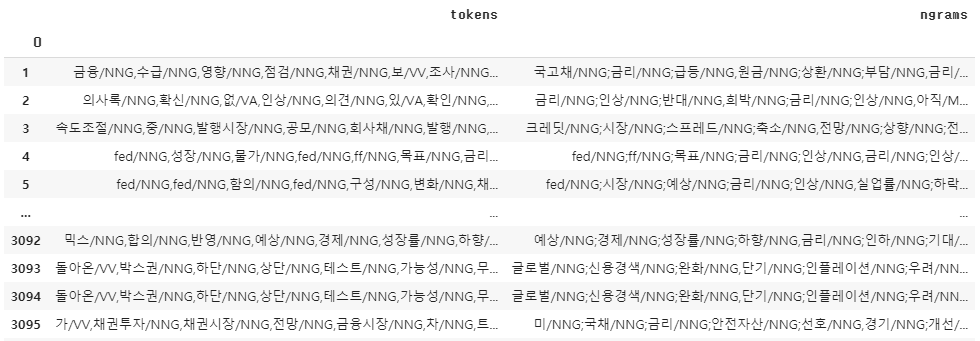 tokens ngrams
0
1 금융/NNG,수급/NNG,영향/NNG,점검/NNG,채권/NNG,보/VV,조사/NNG... 국고채/NNG;금리/NNG;급등/NNG,원금/NNG;상환/NNG;부담/NNG,금리/...
2 의사록/NNG,확신/NNG,없/VA,인상/NNG,의견/NNG,있/VA,확인/NNG,... 금리/NNG;인상/NNG;반대/NNG,희박/NNG;금리/NNG;인상/NNG,아직/M...
3 속도조절/NNG,중/NNG,발행시장/NNG,공모/NNG,회사채/NNG,발행/NNG,... 크레딧/NNG;시장/NNG;스프레드/NNG;축소/NNG,전망/NNG;상향/NNG;전...
4 fed/NNG,성장/NNG,물가/NNG,fed/NNG,ff/NNG,목표/NNG,금리... fed/NNG;ff/NNG;목표/NNG;금리/NNG;인상/NNG,금리/NNG;인상/...
5 fed/NNG,fed/NNG,함의/NNG,fed/NNG,구성/NNG,변화/NNG,채... fed/NNG;시장/NNG;예상/NNG;금리/NNG;인상/NNG,실업률/NNG;하락...
... ... ...
3092 믹스/NNG,합의/NNG,반영/NNG,예상/NNG,경제/NNG,성장률/NNG,하향/... 예상/NNG;경제/NNG;성장률/NNG;하향/NNG,금리/NNG;인하/NNG;기대/...
3093 돌아온/VV,박스권/NNG,하단/NNG,상단/NNG,테스트/NNG,가능성/NNG,무... 글로벌/NNG;신용경색/NNG;완화/NNG,단기/NNG;인플레이션/NNG;우려/NN...
3094 돌아온/VV,박스권/NNG,하단/NNG,상단/NNG,테스트/NNG,가능성/NNG,무... 글로벌/NNG;신용경색/NNG;완화/NNG,단기/NNG;인플레이션/NNG;우려/NN...
3095 가/VV,채권투자/NNG,채권시장/NNG,전망/NNG,금융시장/NNG,차/NNG,트... 미/NNG;국채/NNG;금리/NNG;안전자산/NNG;선호/NNG,경기/NNG;개선/...